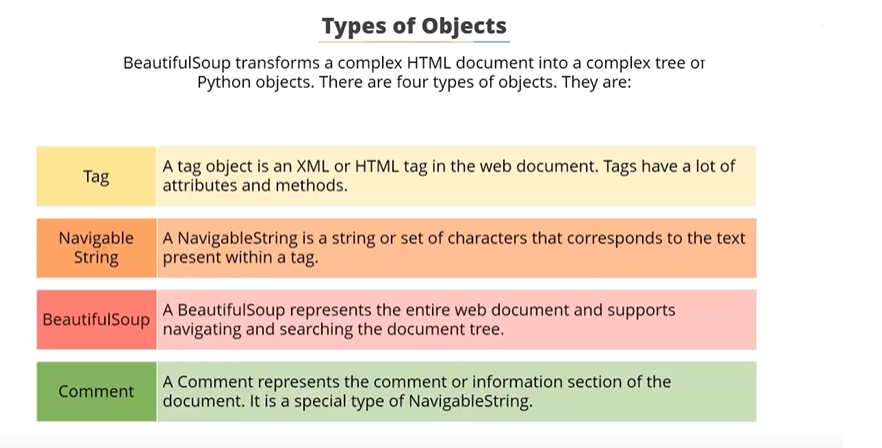 Types of Objects
BeautifulSoup transforms a complex HTML document into a complex tree or
Python objects. There are four types of objects. They are:
Tag
A tag object is an XML or HTML tag in the web document. Tags have a lot of
attributes and methods.
Navigable
String
A NavigableString is a string or set of characters that corresponds to the text
present within a tag.
BeautifulSoup
A BeautifulSoup represents the entire web document and supports
navigating and searching the document tree.
Comment
A Comment represents the comment or information section of the
document. It is a special type of NavigableString.